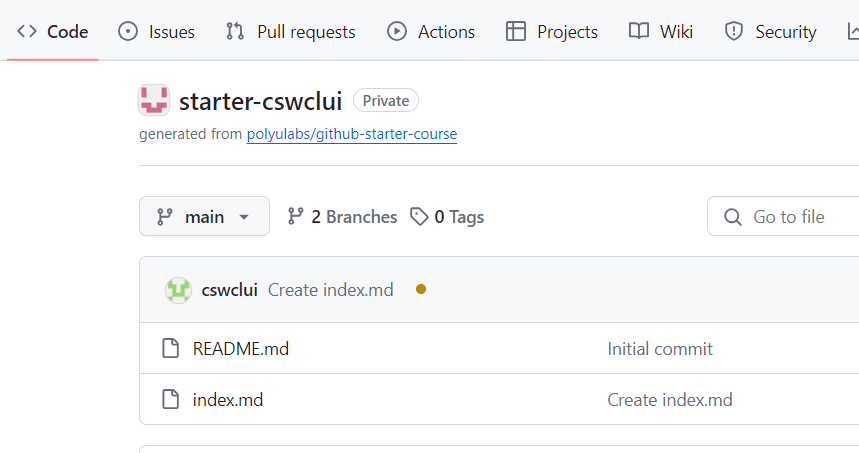 Code Issues Pull requests Actions Projects Wiki Security
starter-cswclui Private
generated from polyulabs/github-starter-course
main 2 Branches 0 Tags Go to file
cswclui Create index.md
README.md Initial commit
index.md Create index.md